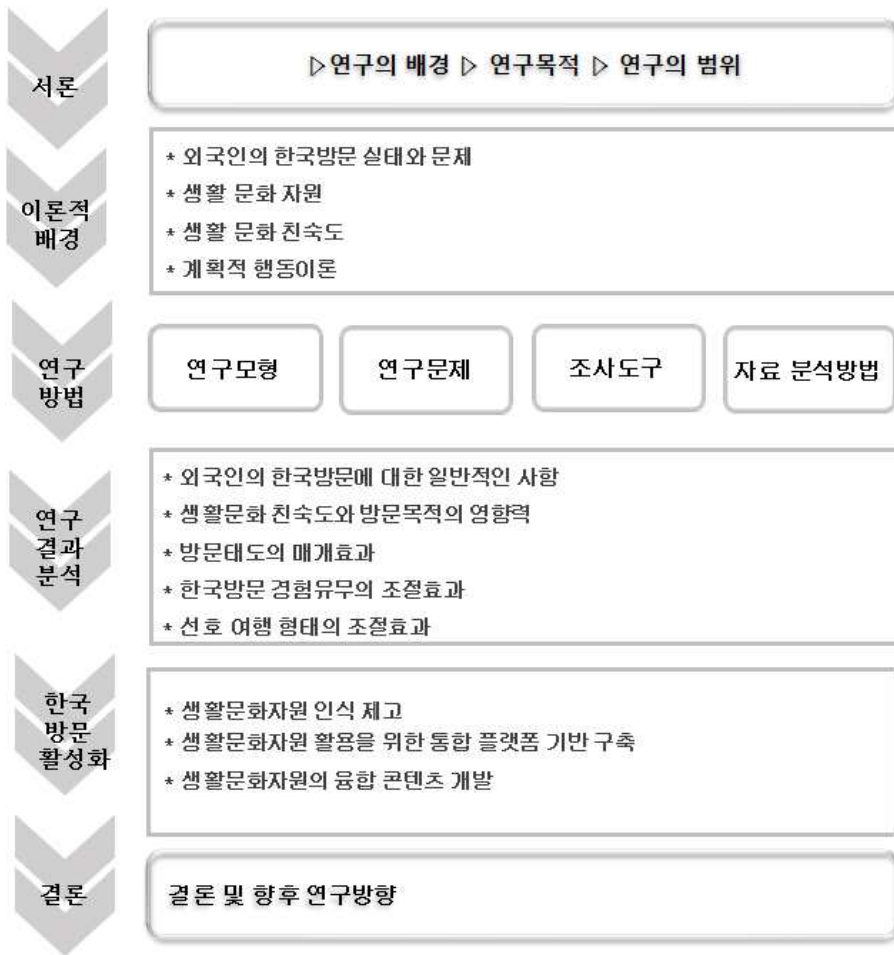 서론
▷연구의 배경 ▷ 연구목적 ▷ 연구의 범위
이론적
배경
* 외국인의 한국방문 실태와 문제
* 생활 문화 자원
* 생활 문화 친숙도
* 계획적 행동이론
연구
방법
연구모형
연구문제
조사도구
자료 분석방법
연구
결과
분석
* 외국인의 한국방문에 대한 일반적인 사항
* 생활문화 친숙도와 방문목적의 영향력
* 방문태도의 매개효과
* 한국방문 경험유무의 조절효과
* 선호 여행 형태의 조절효과
한국
방문
활성화
* 생활문화자원 인식 제고
* 생활문화자원 활용을 위한 통합 플랫폼 기반 구축
* 생활문화자원의 융합 콘텐츠 개발
결론
결론 및 향후 연구방향